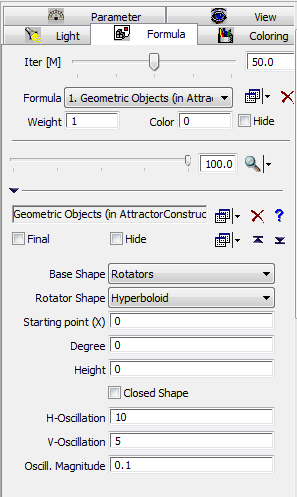 Parameter View
Light Formula Coloring
Iter [M] 50.0
Formula 1. Geometric Objects (in Attrac
Weight 1 Color 0 Hide
100.0
Geometric Objects (in AttractorConstruc
Final Hide
Base Shape Rotators
Rotator Shape Hyperboloid
Starting point (X) 0
Degree 0
Height 0
Closed Shape
H-Oscillation 10
V-Oscillation 5
Oscill. Magnitude 0.1